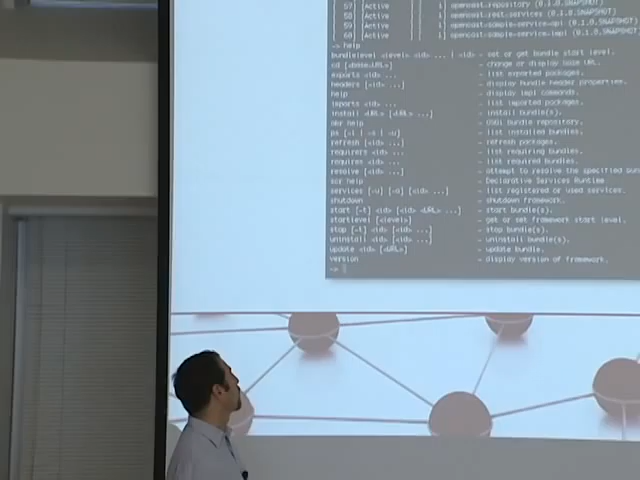 [ 57] [Active ] [ ] [ 1] opencast-repository (0.1.0.SNAPSHOT)
[ 58] [Active ] [ ] [ 1] opencast-rest-services (0.1.0.SNAPSHOT)
[ 59] [Active ] [ ] [ 1] opencast-sample-service-api (0.1.0.SNAPSHOT)
[ 60] [Active ] [ ] [ 1] opencast-sample-service-impl (0.1.0.SNAPSHOT)
-> help
bundlelevel <level> <id> ... | <id> - set or get bundle start level.
cd [<base-URL>] - change or display base URL.
exports <id> ... - list exported packages.
headers [<id> ...] - display bundle header properties.
help - display impl commands.
imports <id> ... - list imported packages.
install <URL> [<URL> ...] - install bundle(s).
obr help - OSGi bundle repository.
ps [-l | -s | -u] - list installed bundles.
refresh [<id> ...] - refresh packages.
requirers <id> ... - list requiring bundles.
requires <id> ... - list required bundles.
resolve [<id> ...] - attempt to resolve the specified bun
scr help - Declarative Services Runtime
services [-u] [-a] [<id> ...] - list registered or used services.
shutdown - shutdown framework.
start [-t] <id> [<id> <URL> ...] - start bundle(s).
startlevel [<level>] - get or set framework start level.
stop [-t] <id> [<id> ...] - stop bundle(s).
uninstall <id> [<id> ...] - uninstall bundle(s).
update <id> [<URL>] - update bundle.
version - display version of framework.
->